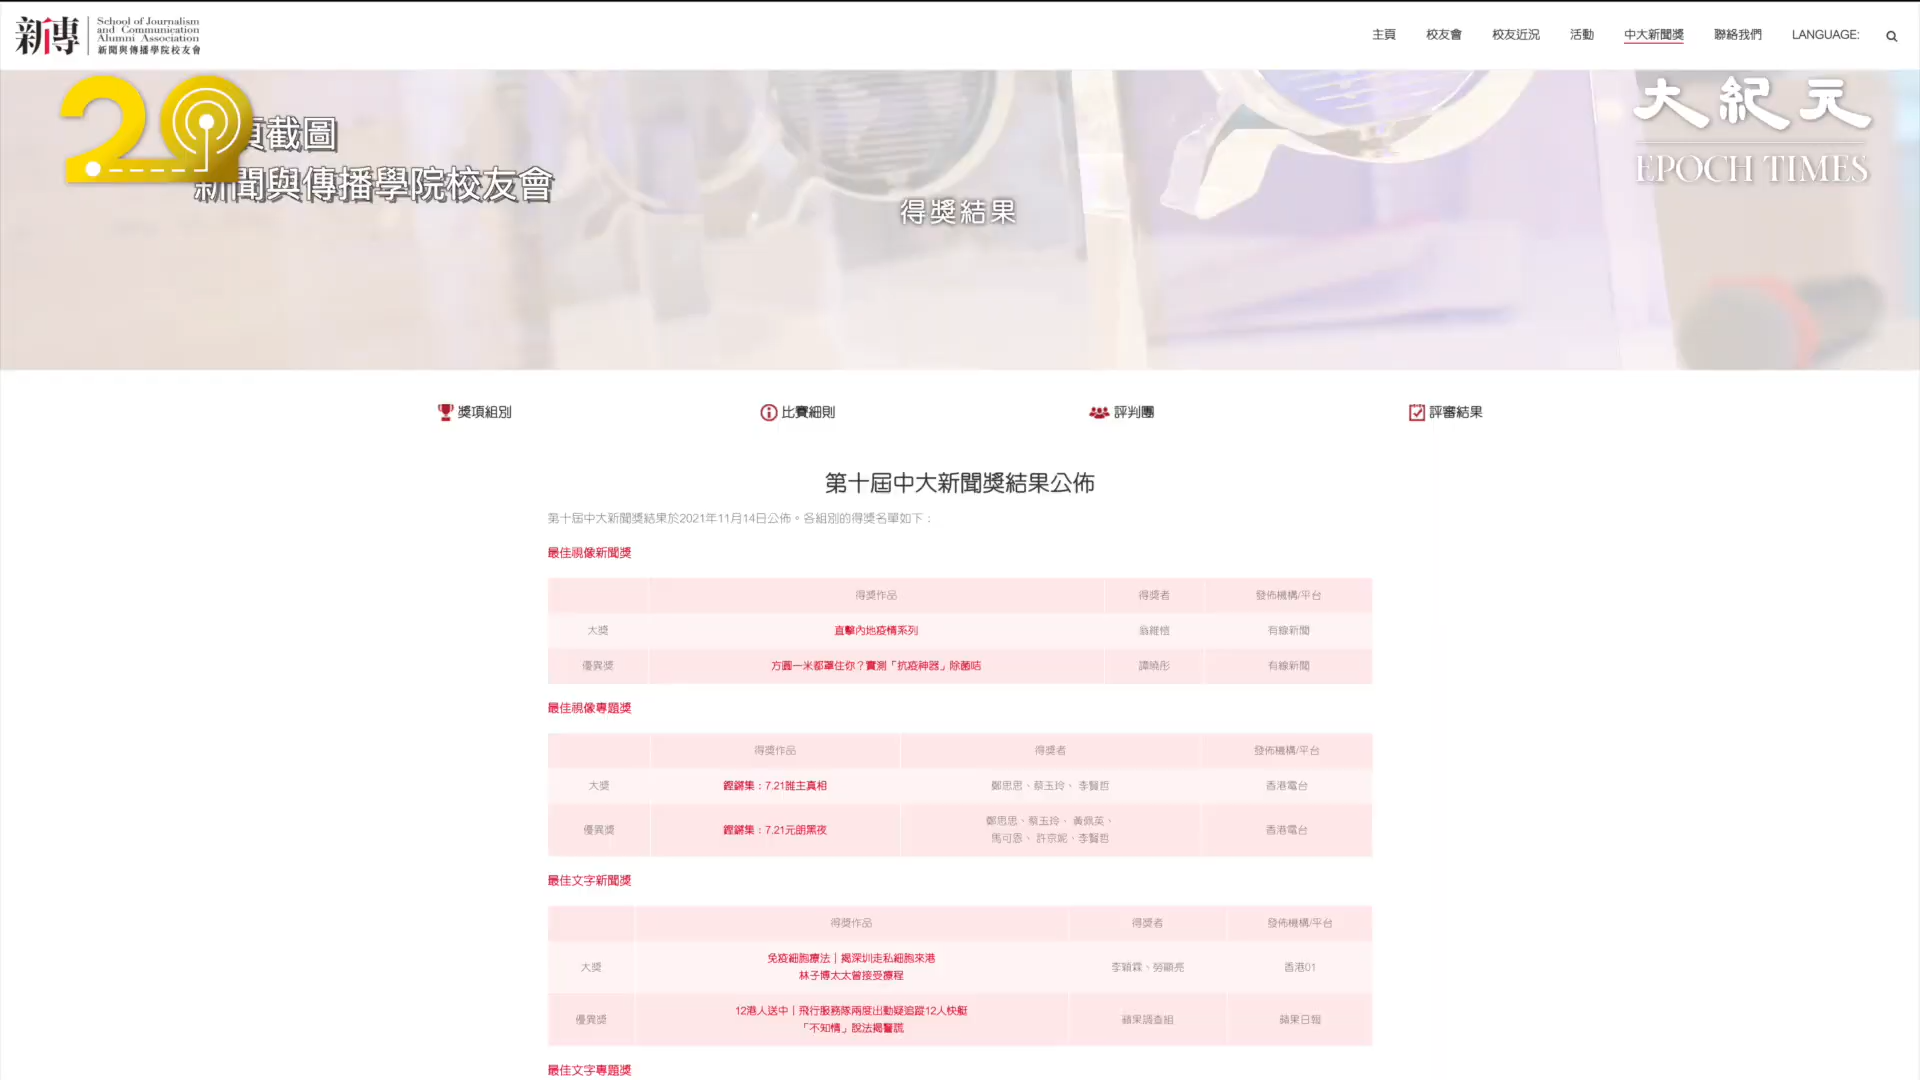 新專
School of Journalism
and Communication
Alumni Association
新聞與傳播學院校友會
主頁
校友會
校友近況
活動
中大新聞獎
聯絡我們
LANGUAGE:
20
頁截圖
新聞與傳播學院校友會
大紀元
EPOCH TIMES
得獎結果
獎項組別
比賽細則
評判團
評審結果
第十屆中大新聞獎結果公佈
第十屆中大新聞獎結果於2021年11月14日公佈。各組別的得獎名單如下：
最佳視像新聞獎
得獎作品 得獎者 發佈機構/平台
大獎 直擊內地疫情系列 翁維愷 有線新聞
優異獎 方圓一米都罩住你？實測「抗疫神器」除菌咭 譚曉彤 有線新聞
最佳視像專題獎
得獎作品 得獎者 發佈機構/平台
大獎 鏗鏘集：7.21誰主真相 鄭思思、蔡玉玲、 李賢哲 香港電台
優異獎 鏗鏘集：7.21元朗黑夜 鄭思思、蔡玉玲、 黃佩英、
馬可恩、 許京妮、李賢哲 香港電台
最佳文字新聞獎
得獎作品 得獎者 發佈機構/平台
大獎 免疫細胞療法｜揭深圳走私細胞來港
林子博太太曾接受療程 李穎霖、勞顯亮 香港01
優異獎 12港人送中｜飛行服務隊兩度出動疑追蹤12人快艇
「不知情」說法揭警謊 蘋果調查組 蘋果日報
最佳文字專題獎